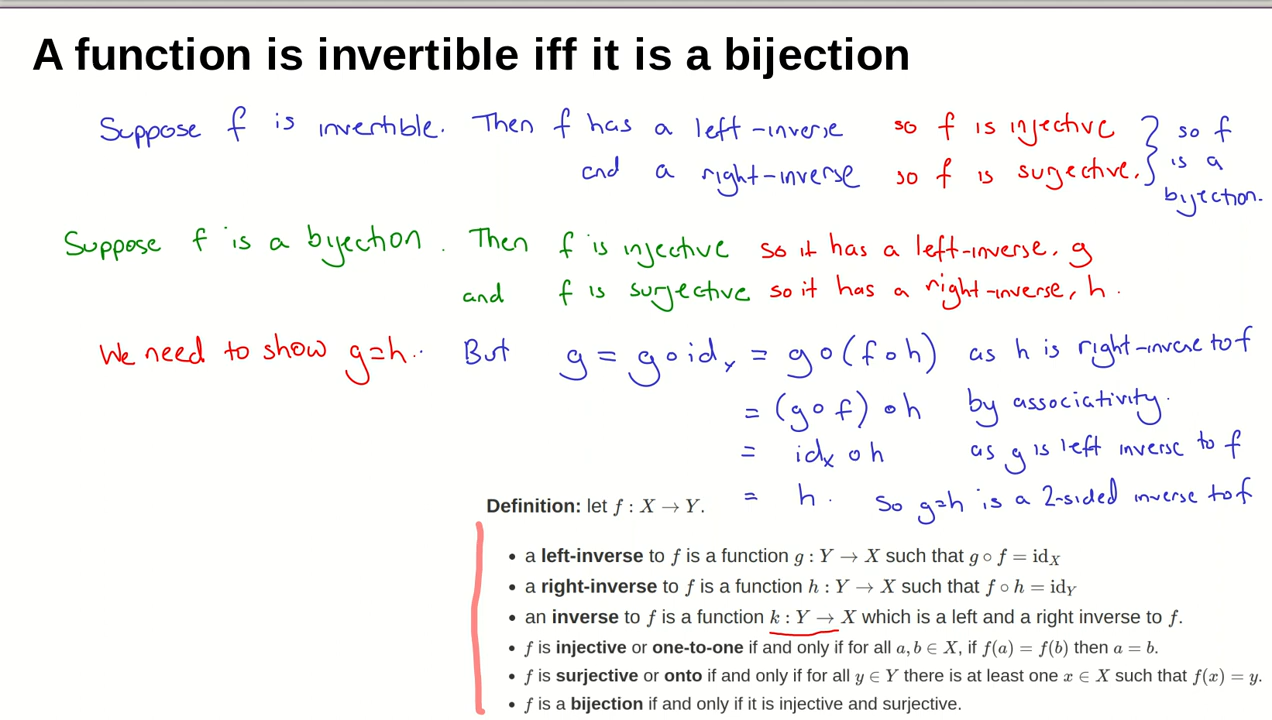 A function is invertible iff it is a bijection
Suppose f is invertible. Then f has a left-inverse so f is injective } so f
and a right-inverse so f is surjective. } is a
bijection.
Suppose f is a bijection. Then f is injective so it has a left-inverse, g
and f is surjective so it has a right-inverse, h.
We need to show g=h. But g = g∘id_Y = g∘(f∘h) as h is right-inverse to f
= (g∘f)∘h by associativity.
= id_X ∘ h as g is left inverse to f
= h. So g=h is a 2-sided inverse to f
Definition: let f : X → Y.
• a left-inverse to f is a function g : Y → X such that g ∘ f = id_X
• a right-inverse to f is a function h : Y → X such that f ∘ h = id_Y
• an inverse to f is a function k : Y → X which is a left and a right inverse to f.
• f is injective or one-to-one if and only if for all a, b ∈ X, if f(a) = f(b) then a = b.
• f is surjective or onto if and only if for all y ∈ Y there is at least one x ∈ X such that f(x) = y.
• f is a bijection if and only if it is injective and surjective.